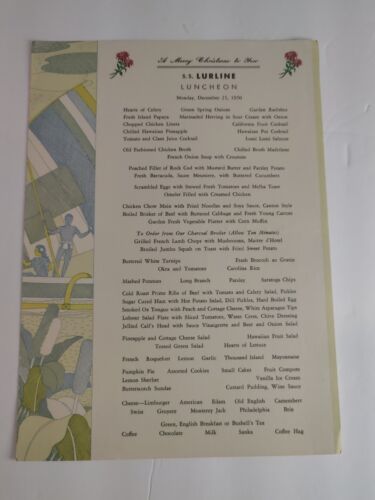 A Merry Christmas to You
S.S. LURLINE
LUNCHEON
Monday, December 25, 1950
Hearts of Celery Green Spring Onions Garden Radishes
Fresh Island Papaya Marinated Herring in Sour Cream with Onion
Chopped Chicken Livers California Fruit Cocktail
Chilled Hawaiian Pineapple Hawaiian Poi Cocktail
Tomato and Clam Juice Cocktail Lomi Lomi Salmon
Old Fashioned Chicken Broth Chilled Broth Madrilene
French Onion Soup with Croutons
Poached Fillet of Rock Cod with Mustard Butter and Parsley Potato
Fresh Barracuda, Saute Meuniere, with Buttered Cucumbers
Scrambled Eggs with Stewed Fresh Tomatoes and Melba Toast
Omelet Filled with Creamed Chicken
Chicken Chow Mein with Fried Noodles and Soya Sauce, Canton Style
Boiled Brisket of Beef with Buttered Cabbage and Fresh Young Carrots
Garden Fresh Vegetable Platter with Corn Muffin
To Order from Our Charcoal Broiler (Allow Ten Minutes)
Grilled French Lamb Chops with Mushrooms, Maitre d'Hotel
Broiled Jumbo Squab on Toast with Fried Sweet Potato
Buttered White Turnips Fresh Broccoli au Gratin
Okra and Tomatoes Carolina Rice
Mashed Potatoes Long Branch Parsley Saratoga Chips
Cold Roast Prime Ribs of Beef with Tomato and Celery Salad, Pickles
Sugar Cured Ham with Hot Potato Salad, Dill Pickles, Hard Boiled Egg
Smoked Ox Tongue with Peach and Cottage Cheese, White Asparagus Tips
Lobster Salad Plate with Sliced Tomatoes, Water Cress, Chive Dressing
Jellied Calf's Head with Sauce Vinaigrette and Beet and Onion Salad
Pineapple and Cottage Cheese Salad Hawaiian Fruit Salad
Tossed Green Salad Hearts of Lettuce
French Roquefort Lemon Garlic Thousand Island Mayonnaise
Pumpkin Pie Assorted Cookies Small Cakes Fruit Compote
Lemon Sherbet Vanilla Ice Cream
Butterscotch Sundae Custard Pudding, Wine Sauce
Cheese—Limburger American Edam Old English Camembert
Swiss Gruyere Monterey Jack Philadelphia Brie
Green, English Breakfast or Bushell's Tea
Coffee Chocolate Milk Sanka Coffee Hag